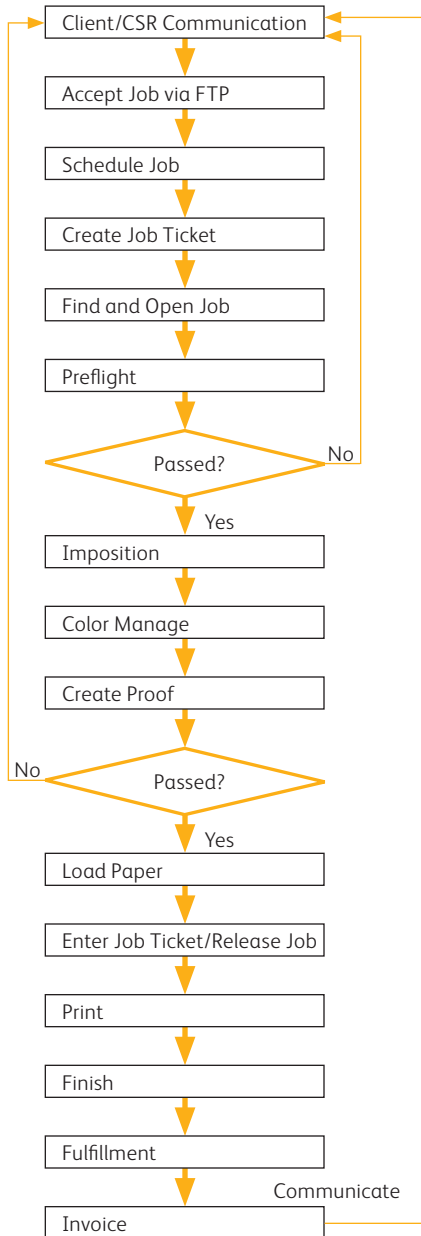 Client/CSR Communication
Accept Job via FTP
Schedule Job
Create Job Ticket
Find and Open Job
Preflight
Passed?
No
Yes
Imposition
Color Manage
Create Proof
No
Passed?
Yes
Load Paper
Enter Job Ticket/Release Job
Print
Finish
Fulfillment
Communicate
Invoice